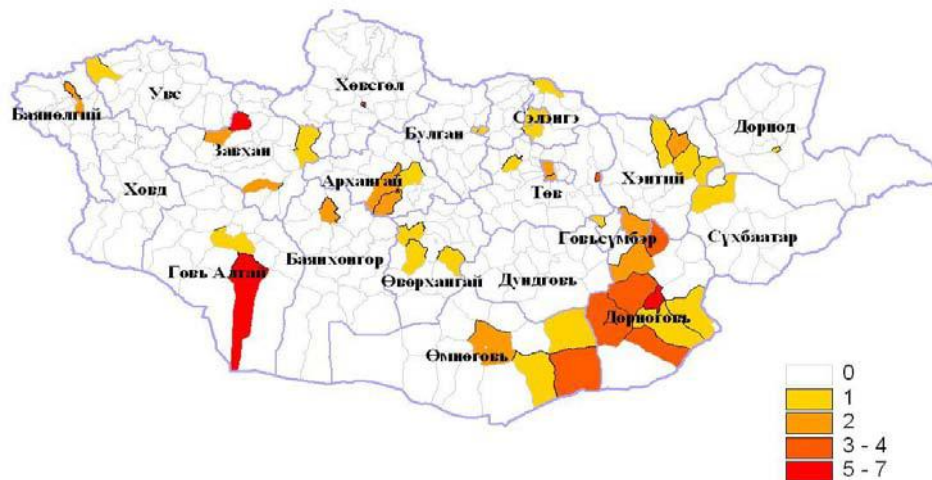 Хөвсгөл
Увс
Баянөлгий
Сэлэнгэ
Дорнод
Булган
Завхан
Хэнтий
Архангай
Төв
Ховд
Говьсүмбэр
Сүхбаатар
Баянхонгор
Говь Алтай
Өвөрхангай
Дундговь
Дорноговь
Өмнөговь
0
1
2
3 - 4
5 - 7